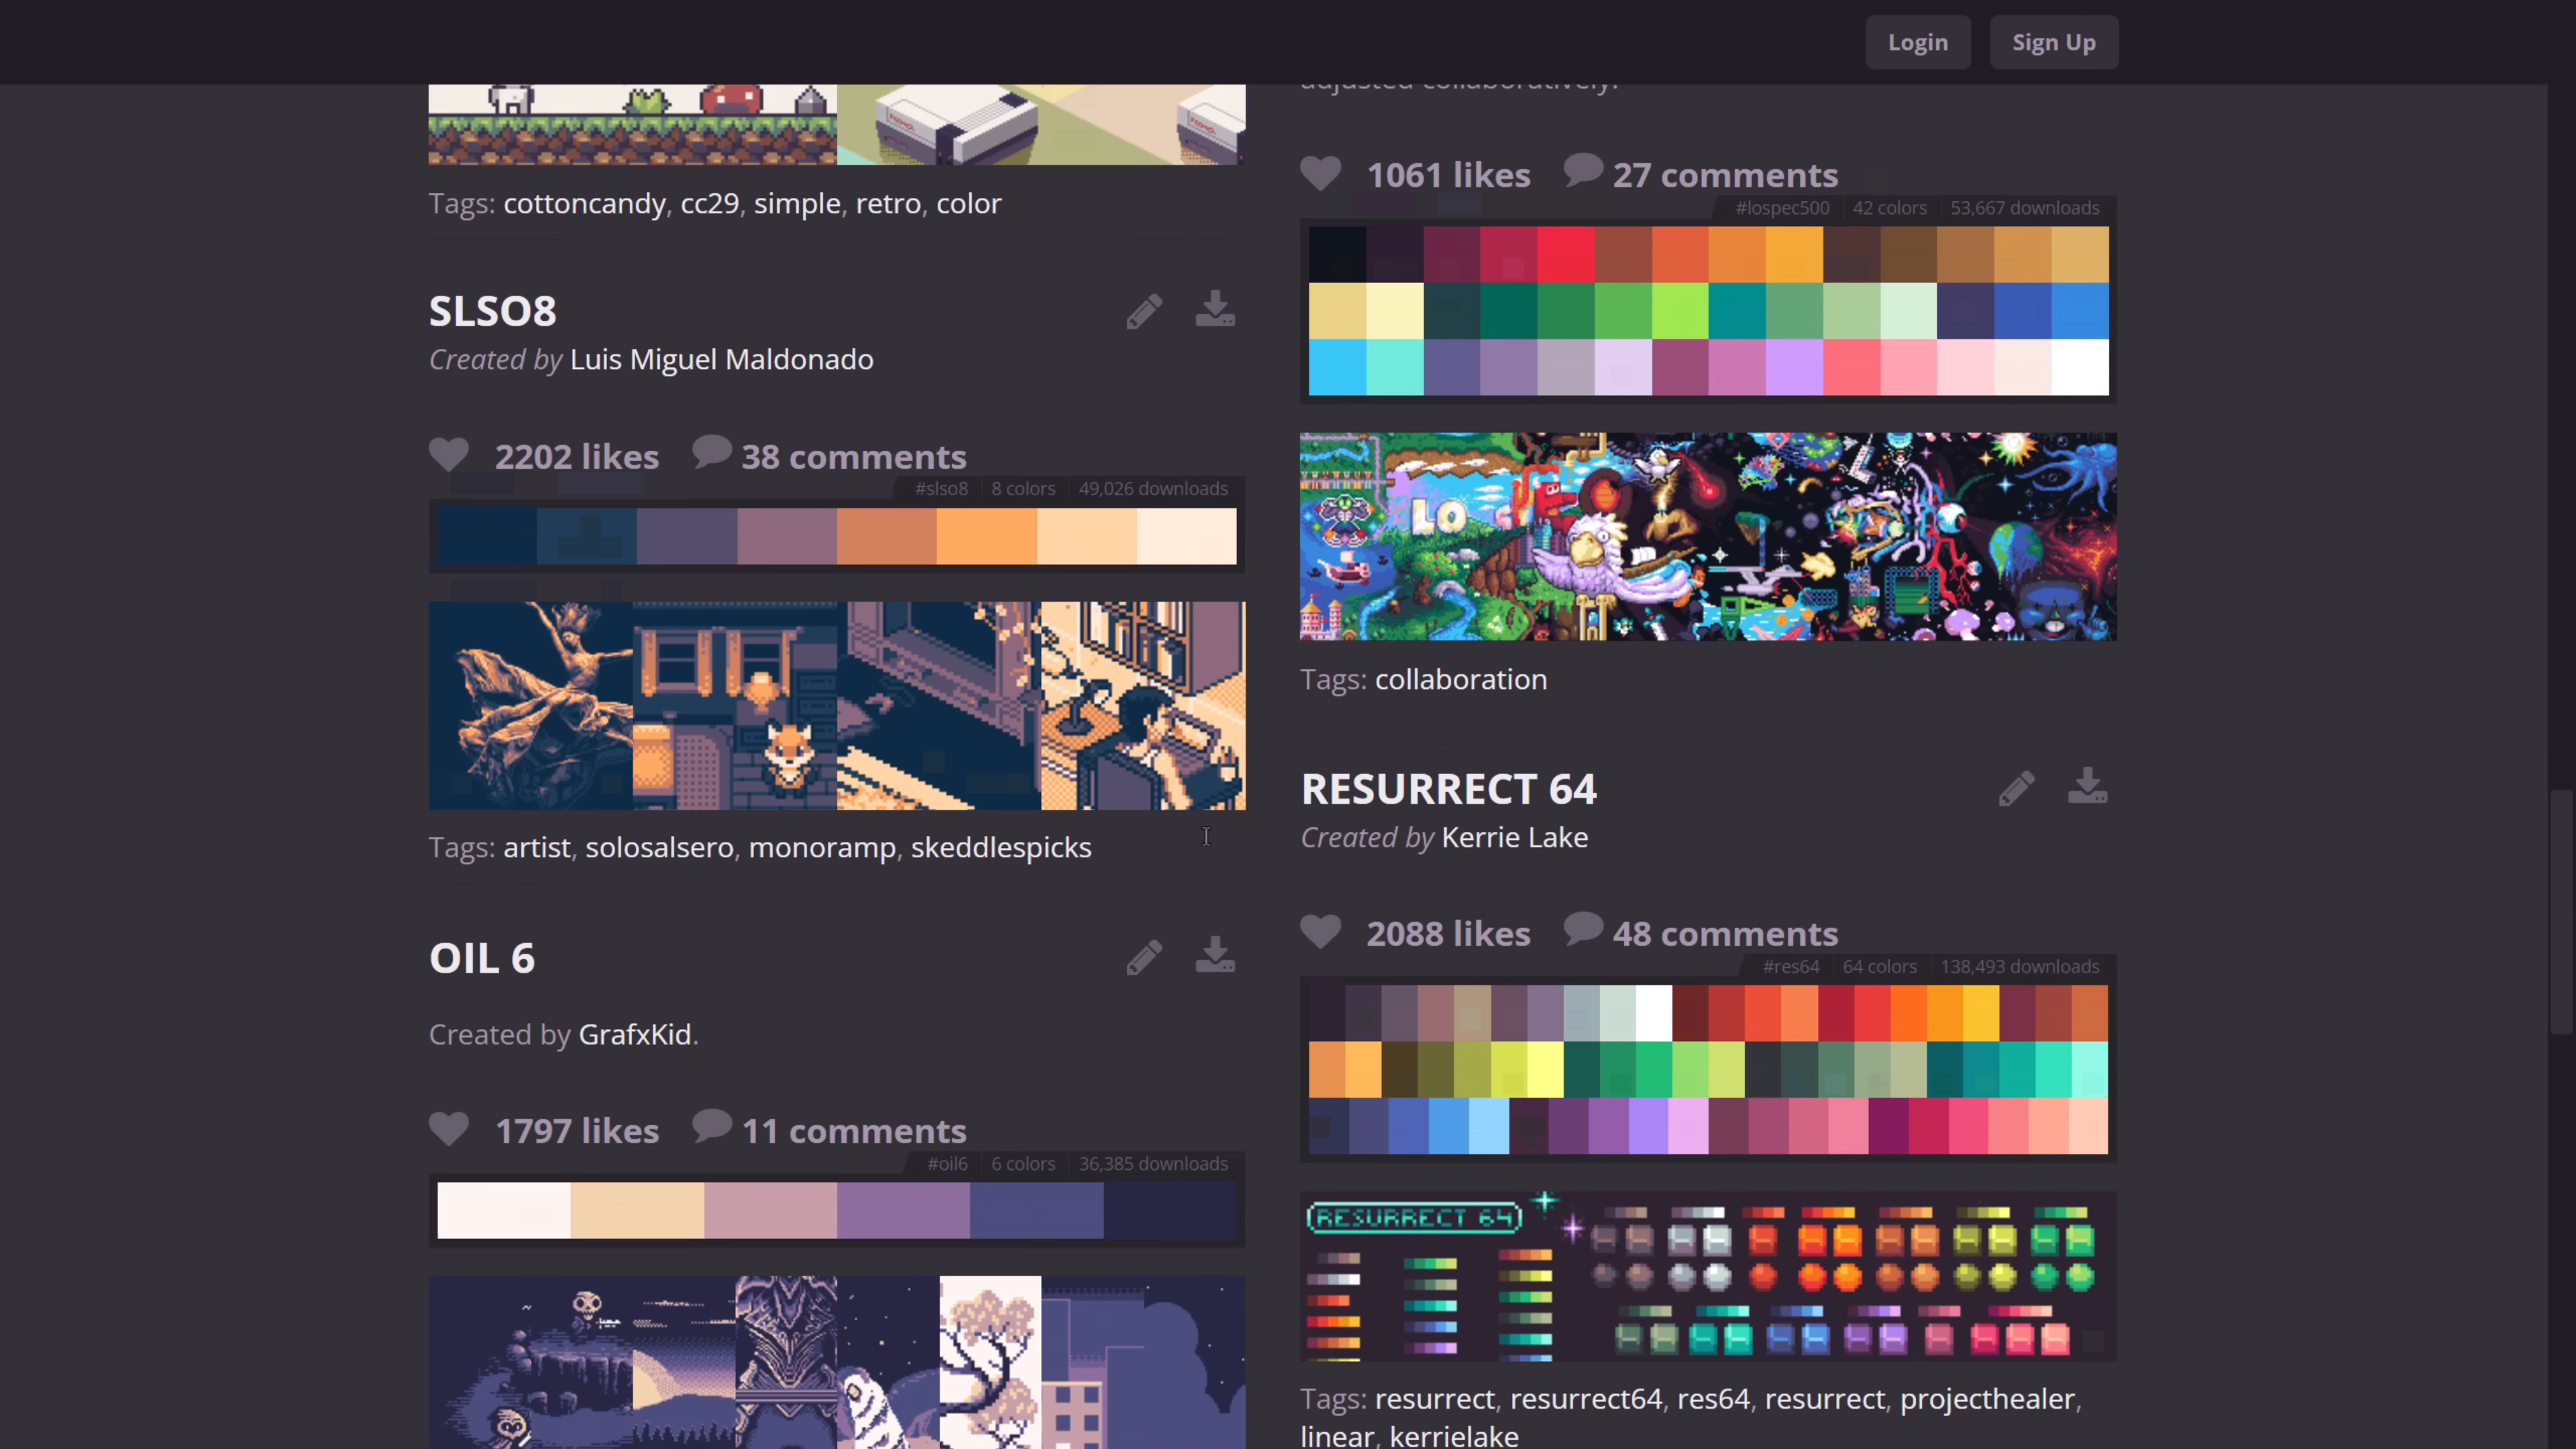 Login
Sign Up
Tags: cottoncandy, cc29, simple, retro, color
SLSO8
Created by Luis Miguel Maldonado
2202 likes
38 comments
#slso8
8 colors
49,026 downloads
Tags: artist, solosalsero, monoramp, skeddlespicks
OIL 6
Created by GrafxKid.
1797 likes
11 comments
#oil6
6 colors
36,385 downloads
adjusted collaboratively.
1061 likes
27 comments
#lospec500
42 colors
53,667 downloads
Tags: collaboration
RESURRECT 64
Created by Kerrie Lake
2088 likes
48 comments
#res64
64 colors
138,493 downloads
RESURRECT 64
Tags: resurrect, resurrect64, res64, resurrect, projecthealer,
linear, kerrielake